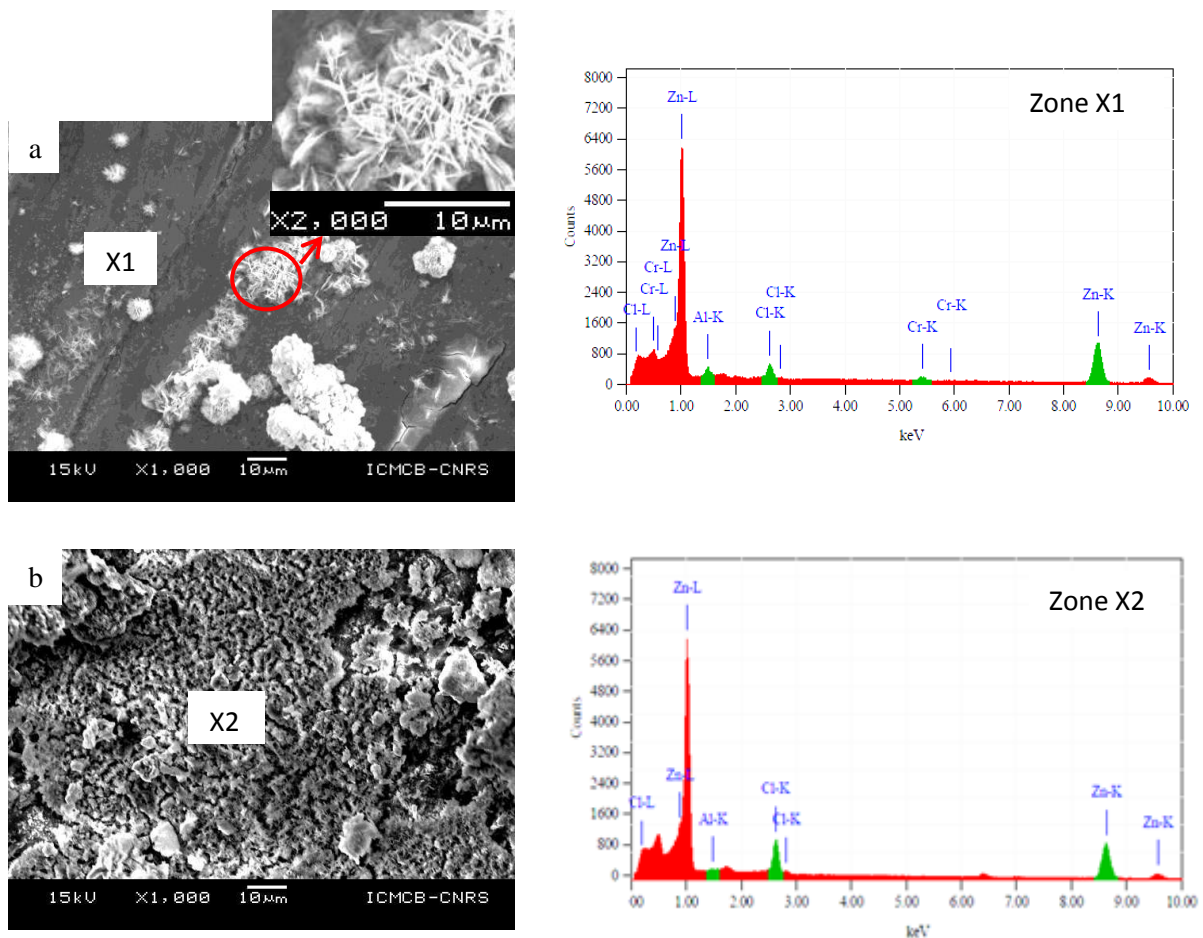 a
X1
X2,000 10µm
15kU X1,000 10µm ICMCB-CNRS
Zone X1
8000
7200
6400
5600
4800
4000
3200
2400
1600
800
0
Counts
Zn-L
Zn-L
Cr-L
Cr-L
Cl-L
Al-K
Cl-K
Cl-K
Cr-K
Cr-K
Zn-K
Zn-K
0.00 1.00 2.00 3.00 4.00 5.00 6.00 7.00 8.00 9.00 10.00
keV
b
X2
15kU X1,000 10µm ICMCB-CNRS
Zone X2
8000
7200
6400
5600
4800
4000
3200
2400
1600
800
0
Counts
Zn-L
Zn-L
Cl-L
Al-K
Cl-K
Cl-K
Zn-K
Zn-K
00 1.00 2.00 3.00 4.00 5.00 6.00 7.00 8.00 9.00 10.00
keV